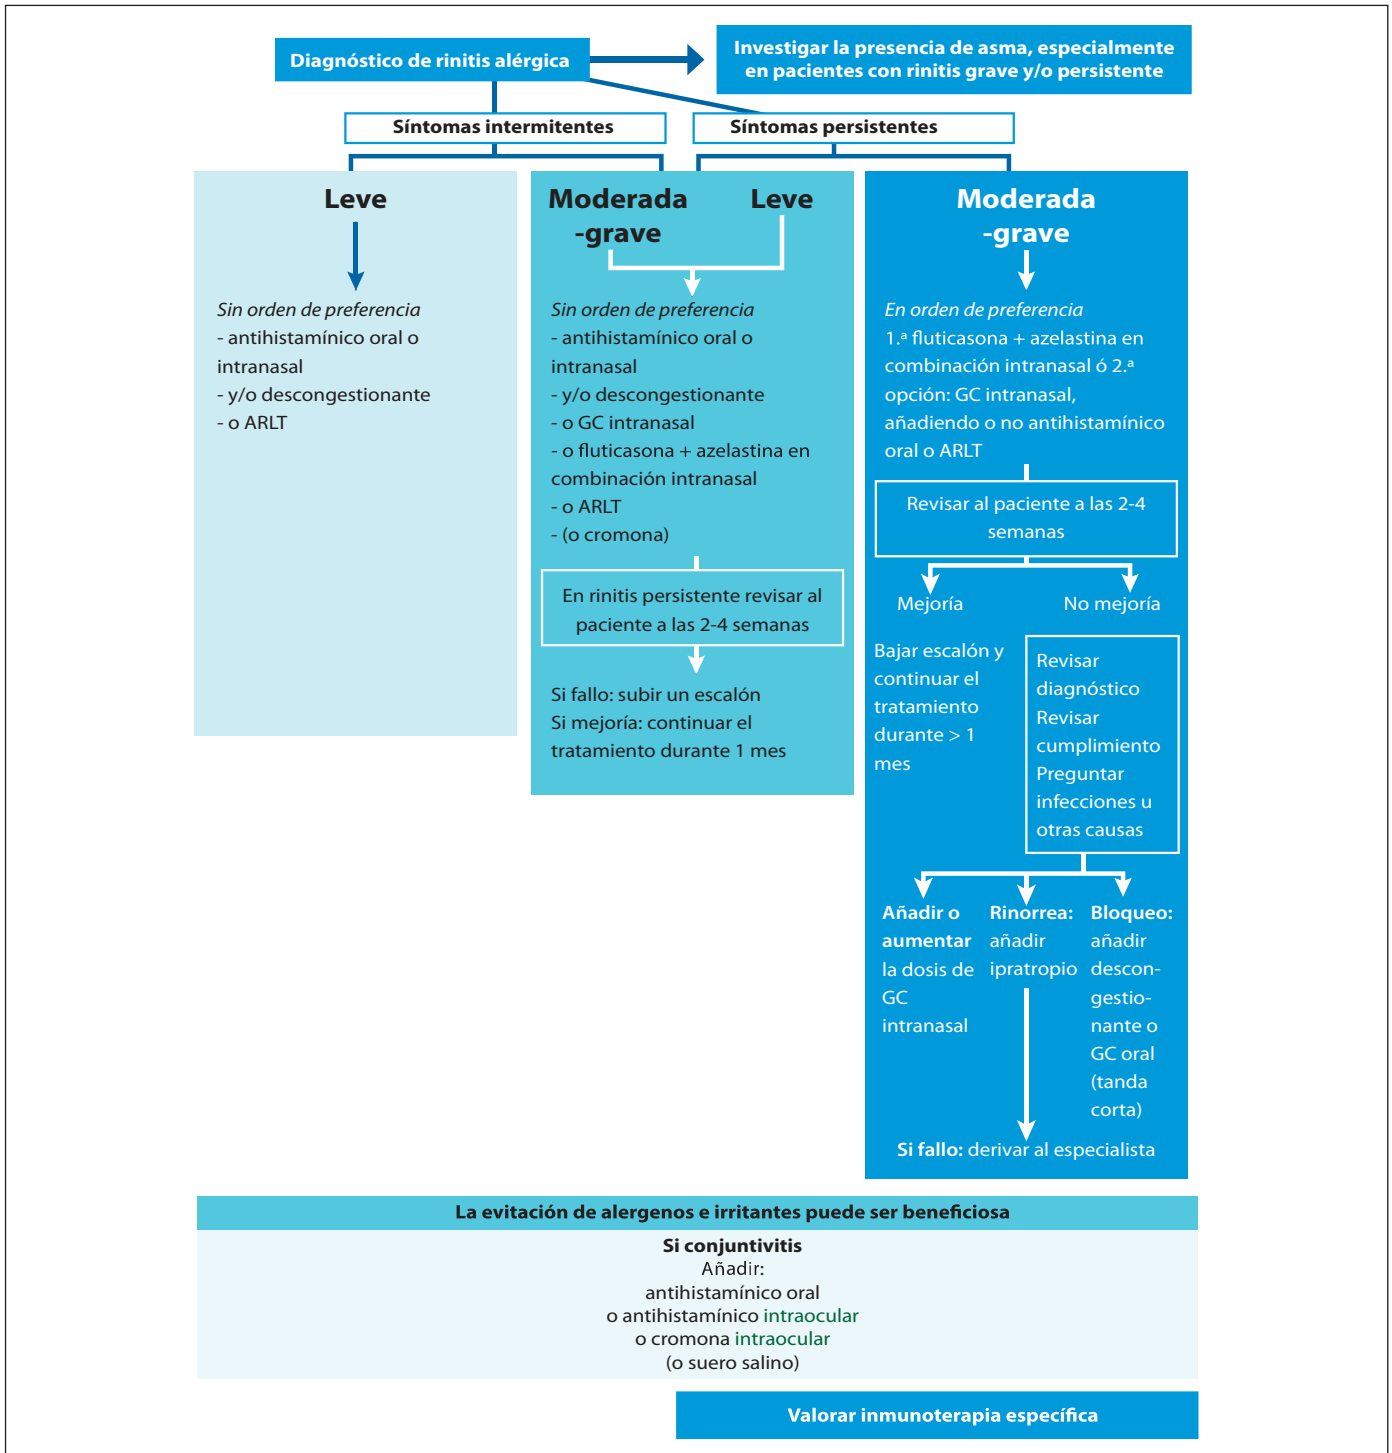 Diagnóstico de rinitis alérgica
Investigar la presencia de asma, especialmente
en pacientes con rinitis grave y/o persistente
Síntomas intermitentes
Síntomas persistentes
Leve
Sin orden de preferencia
- antihistamínico oral o
intranasal
- y/o descongestionante
- o ARLT
Moderada
-grave
Leve
Sin orden de preferencia
- antihistamínico oral o
intranasal
- y/o descongestionante
- o GC intranasal
- o fluticasona + azelastina en
combinación intranasal
- o ARLT
- (o cromona)
En rinitis persistente revisar al
paciente a las 2-4 semanas
Si fallo: subir un escalón
Si mejoría: continuar el
tratamiento durante 1 mes
Moderada
-grave
En orden de preferencia
1.ª fluticasona + azelastina en
combinación intranasal ó 2.ª
opción: GC intranasal,
añadiendo o no antihistamínico
oral o ARLT
Revisar al paciente a las 2-4
semanas
Mejoría
No mejoría
Bajar escalón y
continuar el
tratamiento
durante > 1
mes
Revisar
diagnóstico
Revisar
cumplimiento
Preguntar
infecciones u
otras causas
Añadir o
aumentar
la dosis de
GC
intranasal
Rinorrea:
añadir
ipratropio
Bloqueo:
añadir
descon-
gestio-
nante o
GC oral
(tanda
corta)
Si fallo: derivar al especialista
La evitación de alergenos e irritantes puede ser beneficiosa
Si conjuntivitis
Añadir:
antihistamínico oral
o antihistamínico intraocular
o cromona intraocular
(o suero salino)
Valorar inmunoterapia específica